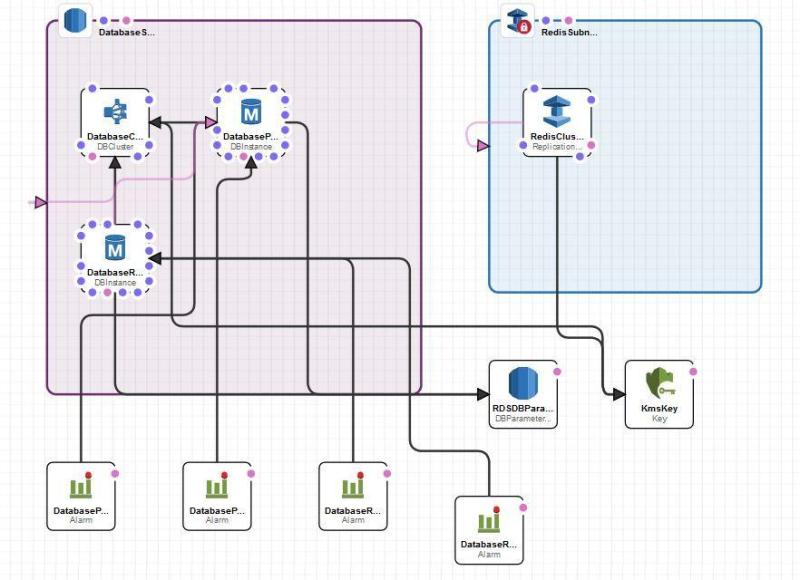 DatabaseS...
RedisSubn...
DatabaseC...
DBCluster
DatabaseP...
DBInstance
RedisClus...
Replication...
M
M
DatabaseR...
DBInstance
RDSDBPara...
DBParameter...
KmsKey
Key
DatabaseP...
Alarm
DatabaseP...
Alarm
DatabaseR...
Alarm
DatabaseR...
Alarm